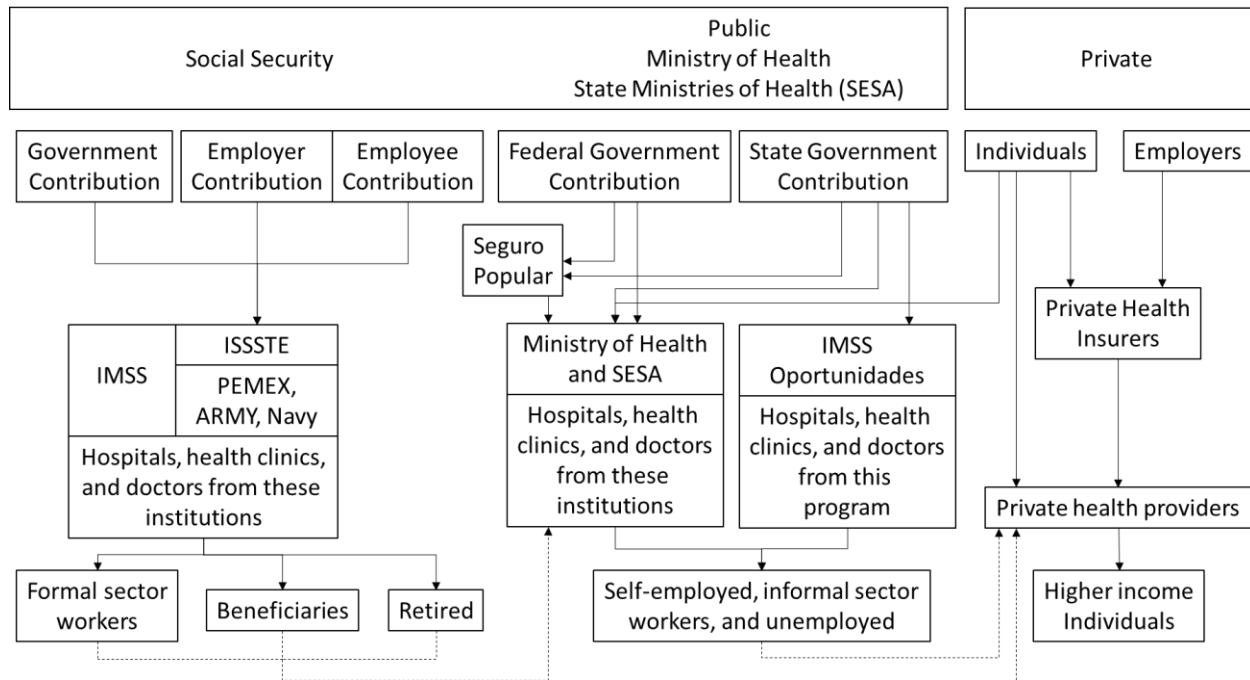 Social Security
Public
Ministry of Health
State Ministries of Health (SESA)
Private
Government
Contribution
Employer
Contribution
Employee
Contribution
Federal Government
Contribution
State Government
Contribution
Individuals
Employers
Seguro
Popular
Private Health
Insurers
IMSS
ISSSTE
PEMEX,
ARMY, Navy
Hospitals, health clinics,
and doctors from these
institutions
Ministry of Health
and SESA
Hospitals, health
clinics, and doctors
from these
institutions
IMSS
Oportunidades
Hospitals, health
clinics, and doctors
from this
program
Private health providers
Formal sector
workers
Beneficiaries
Retired
Self-employed, informal sector
workers, and unemployed
Higher income
Individuals